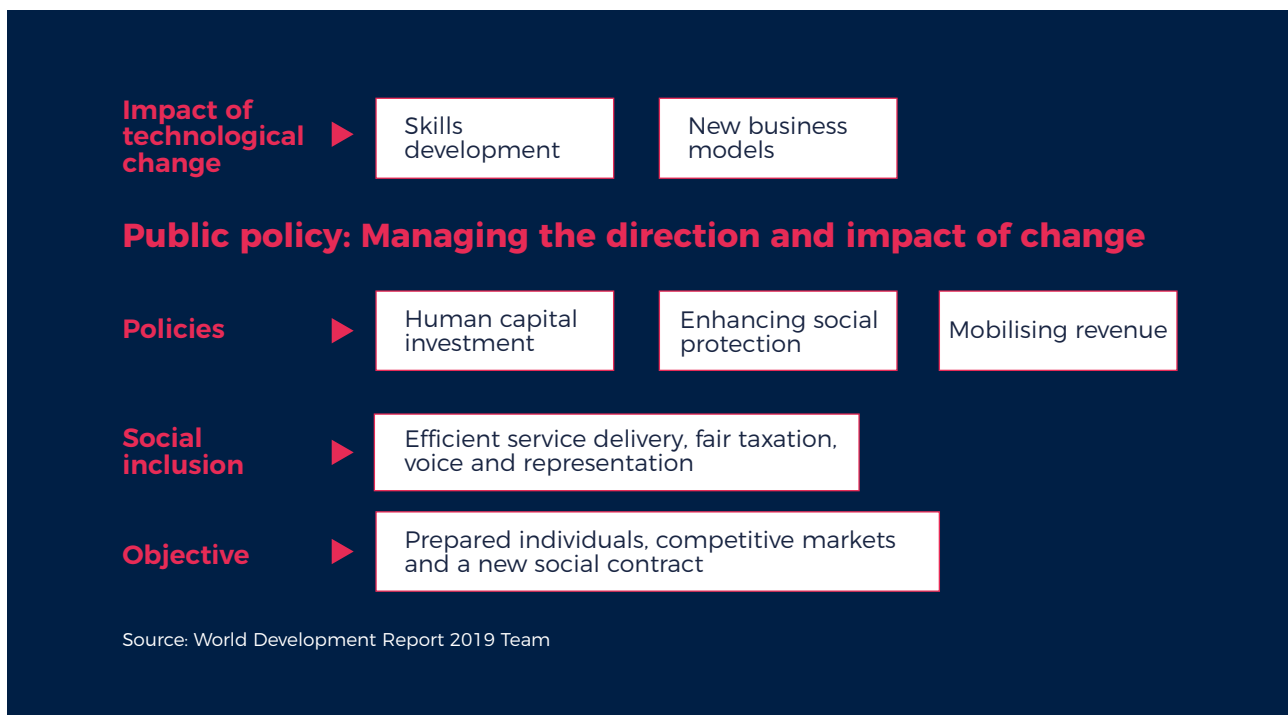 Impact of
technological
change
Skills
development
New business
models
Public policy: Managing the direction and impact of change
Policies
Human capital
investment
Enhancing social
protection
Mobilising revenue
Social
inclusion
Efficient service delivery, fair taxation,
voice and representation
Objective
Prepared individuals, competitive markets
and a new social contract
Source: World Development Report 2019 Team